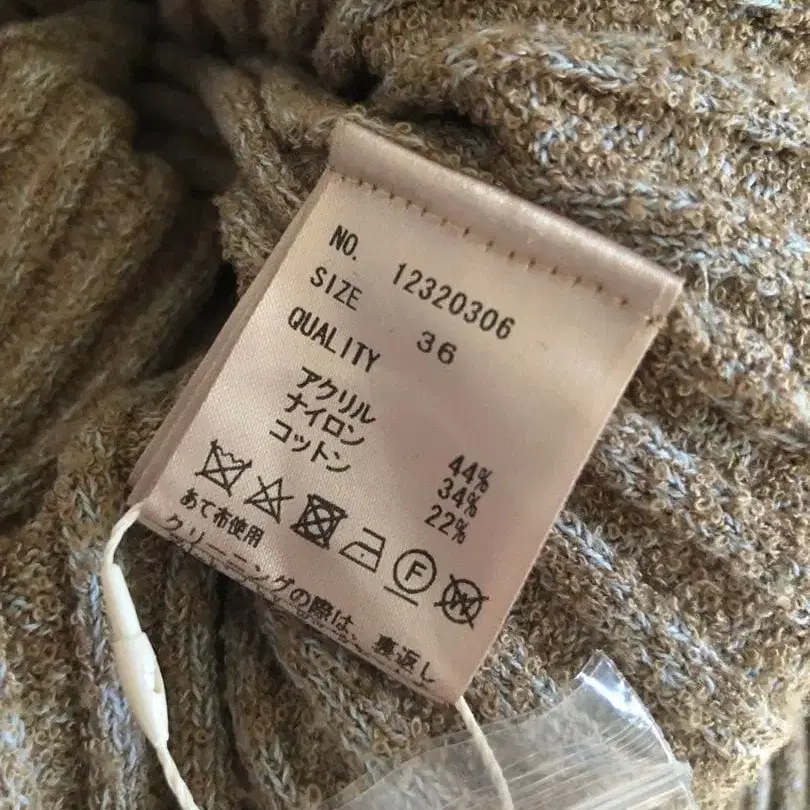 NO. 12320306
SIZE 36
QUALITY
アクリル 44%
ナイロン 34%
コットン 22%
F W
あて布使用
クリーニングの際は 裏返し